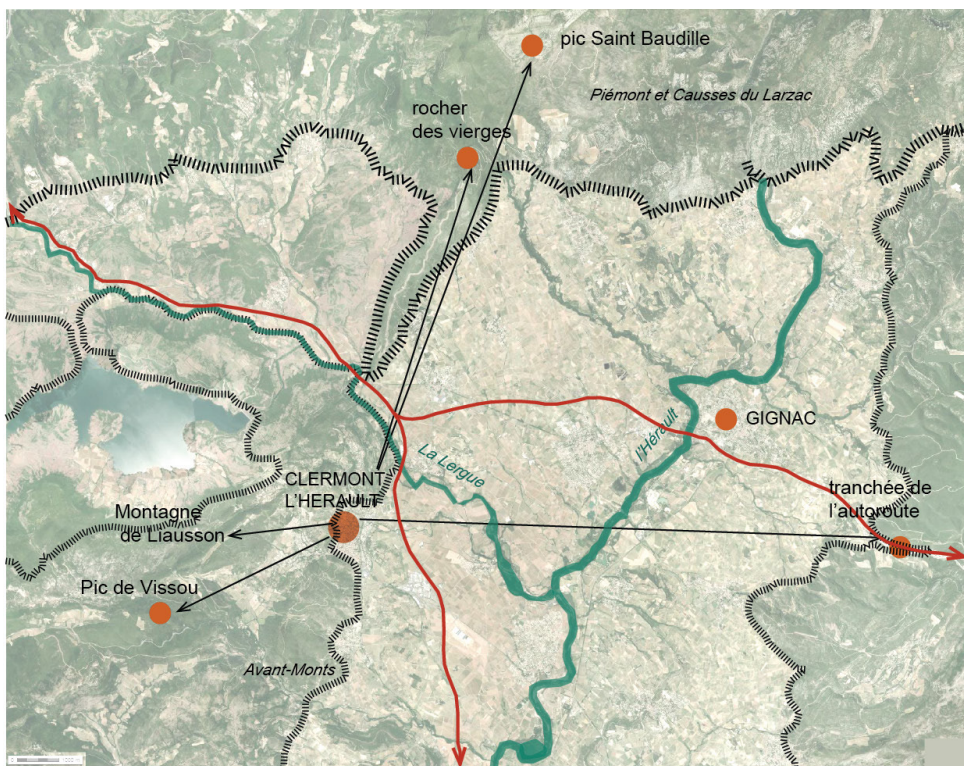 pic Saint Baudille
Piémont et Causses du Larzac
rocher
des vierges
l'Hérault
GIGNAC
La Lergue
CLERMONT
L'HERAULT
tranchée de
l'autoroute
Montagne
de Liausson
Pic de Vissou
Avant-Monts